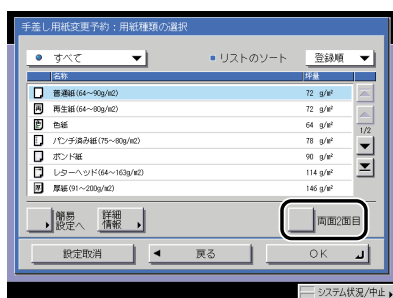 手差し用紙変更予約：用紙種類の選択
すべて ▼ ■ リストのソート 登録順 ▼
名称 坪量
普通紙(64～90g/m2) 72 g/m²
再生紙(64～80g/m2) 72 g/m²
色紙 64 g/m²
パンチ済み紙(75～80g/m2) 78 g/m²
ボンド紙 90 g/m²
レターヘッド(64～163g/m2) 114 g/m²
厚紙(91～200g/m2) 146 g/m²
1/2
簡易設定へ 詳細情報 両面2面目
設定取消 戻る OK
システム状況/中止